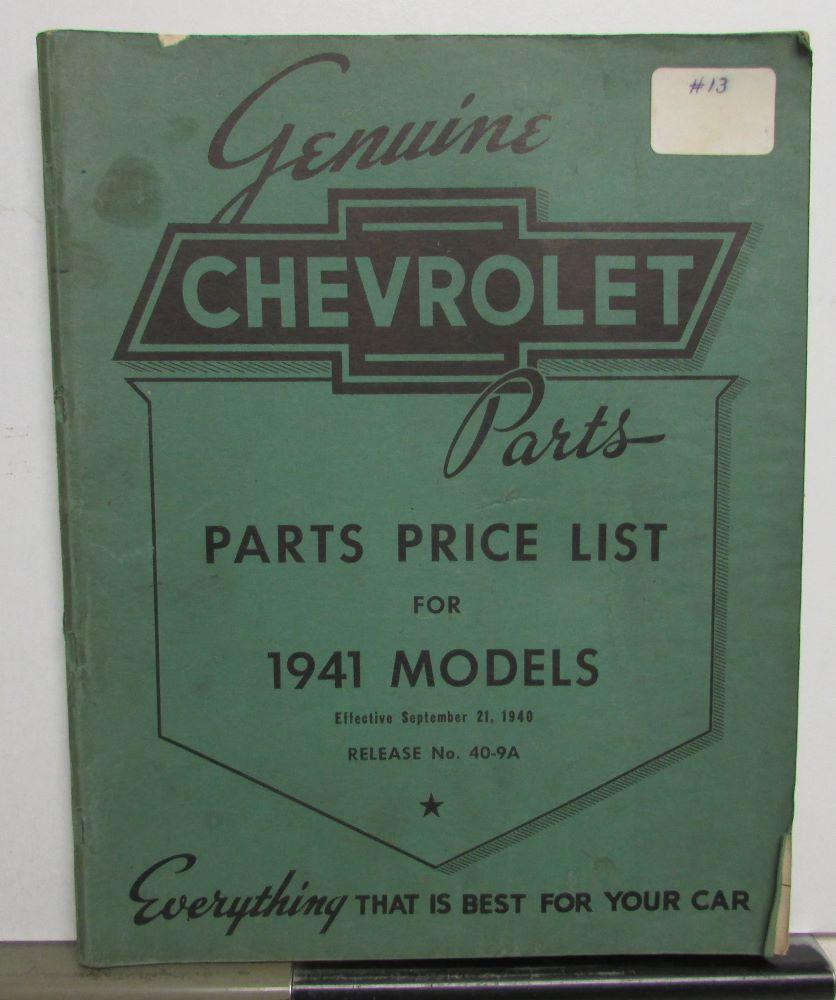 #13
Genuine
CHEVROLET
Parts
PARTS PRICE LIST
FOR
1941 MODELS
Effective September 21, 1940
RELEASE No. 40-9A
Everything THAT IS BEST FOR YOUR CAR